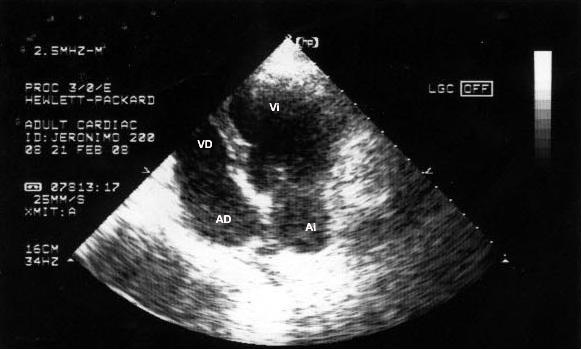 [hp]
2.5MHZ-M
PROC 3/0/E
HEWLETT-PACKARD
LGC OFF
ADULT CARDIAC
ID:JERONIMO 200
08 21 FEB 08
07813:17
25MM/S
XMIT:A
16CM
34HZ
Vi
VD
AD
AI